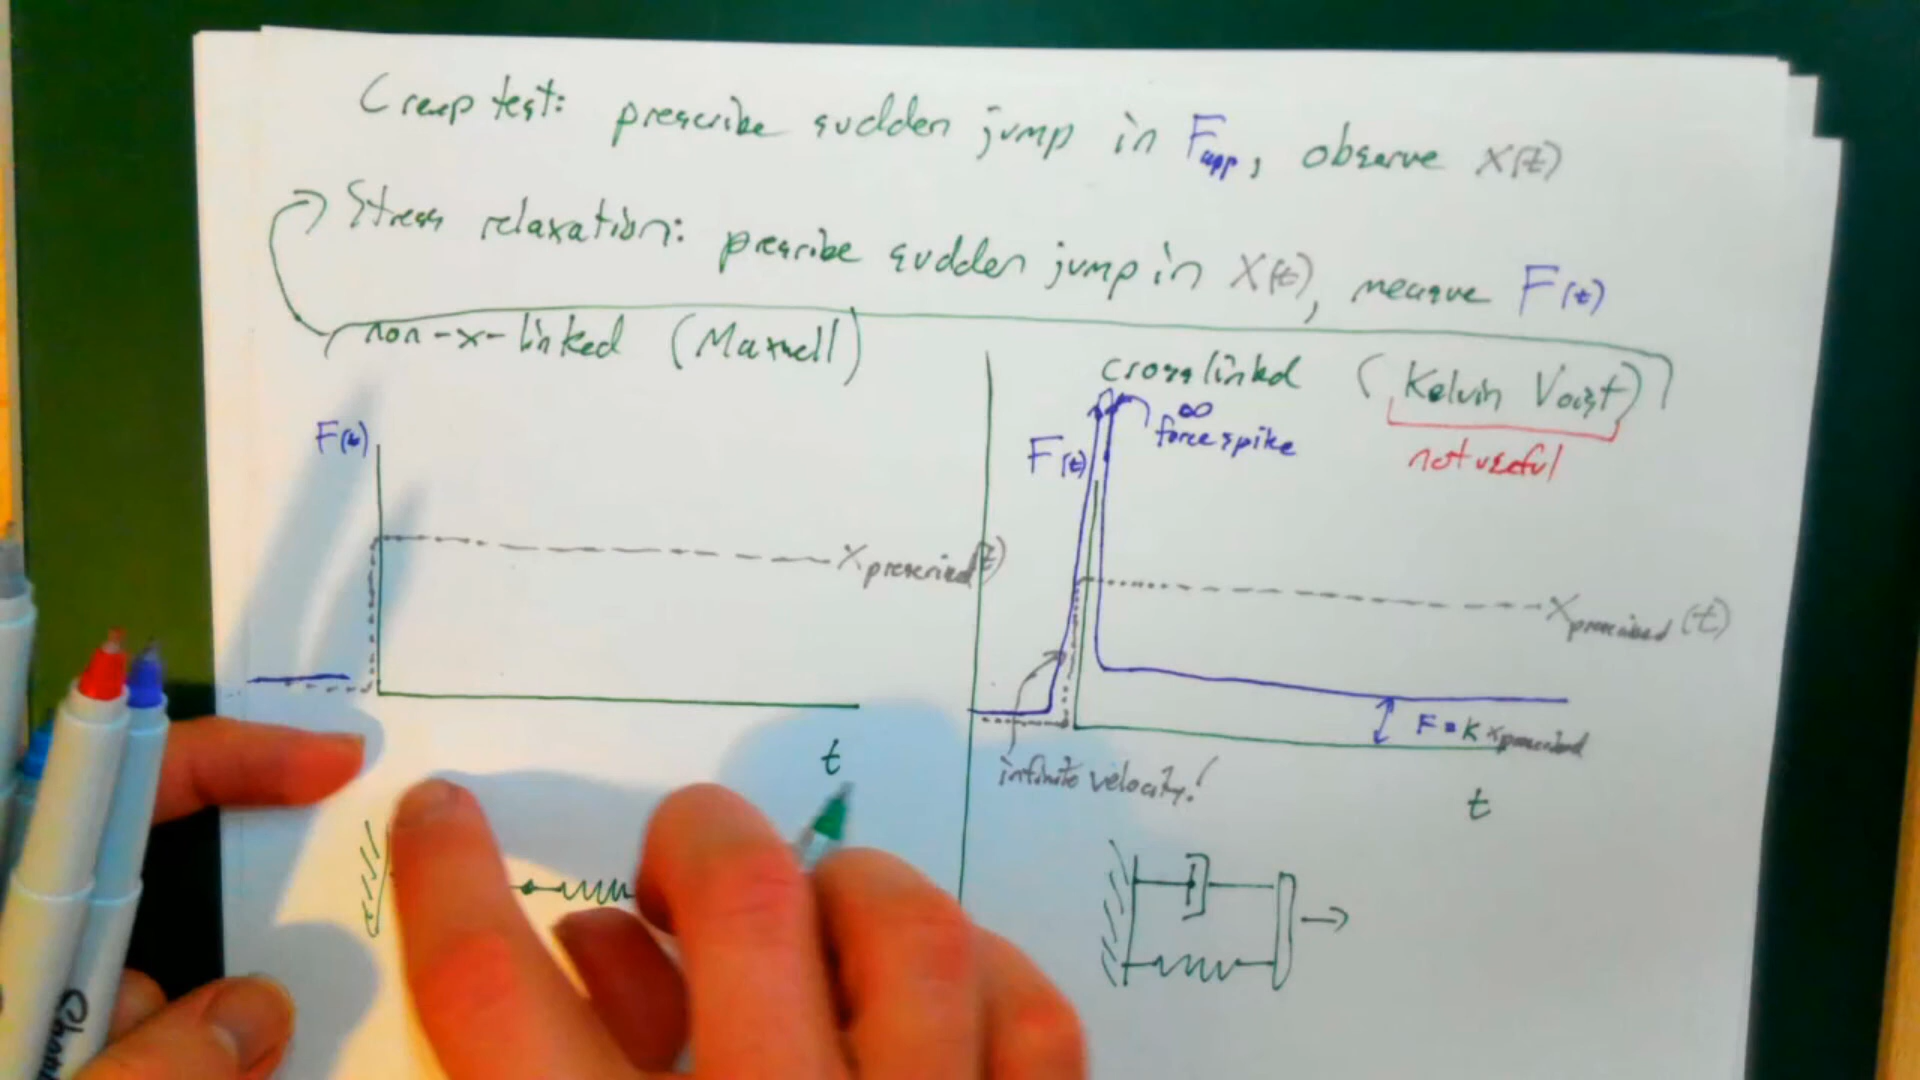 Creep test: prescribe sudden jump in Fapp, observe X(t)
Stress relaxation: prescribe sudden jump in X(t), measure F(t)
non-x-linked (Maxwell)
F(t)
Xprescribed(t)
t
crosslinked (Kelvin Voigt)
not useful
∞
force spike
F(t)
Xprescribed(t)
F = K Xprescribed
infinite velocity!
t